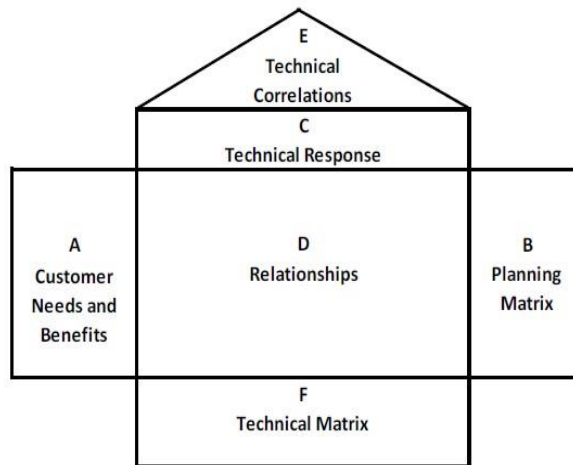 E
Technical
Correlations
C
Technical Response
A
Customer
Needs and
Benefits
D
Relationships
B
Planning
Matrix
F
Technical Matrix